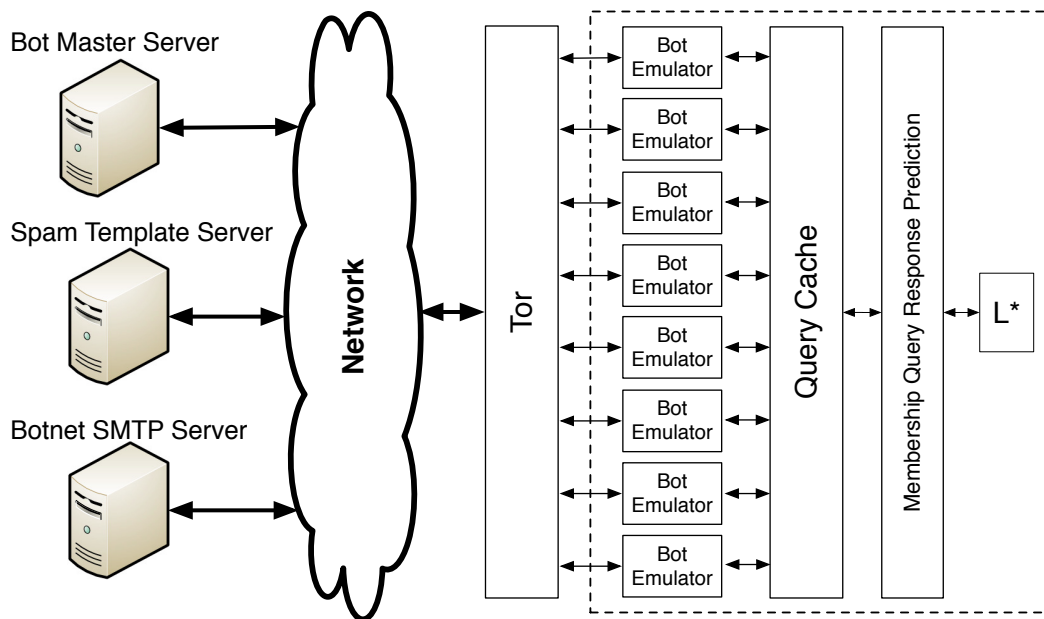 Bot Master Server
Spam Template Server
Botnet SMTP Server
Network
Tor
Bot
Emulator
Bot
Emulator
Bot
Emulator
Bot
Emulator
Bot
Emulator
Bot
Emulator
Bot
Emulator
Bot
Emulator
Query Cache
Membership Query Response Prediction
L*